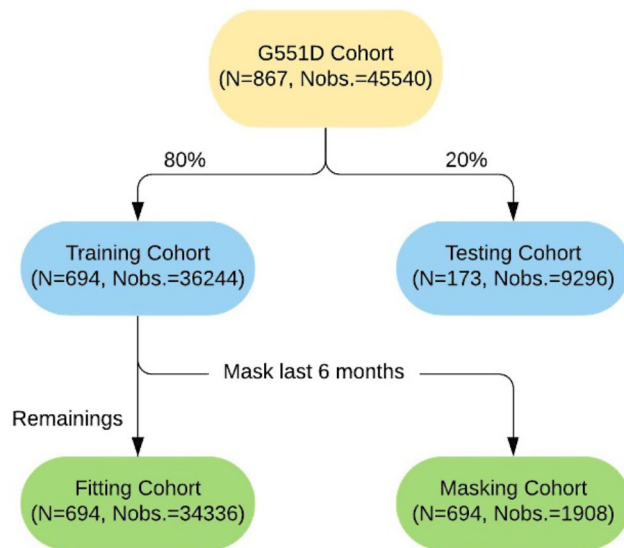 G551D Cohort
(N=867, Nobs.=45540)
80%
20%
Training Cohort
(N=694, Nobs.=36244)
Testing Cohort
(N=173, Nobs.=9296)
Mask last 6 months
Remainings
Fitting Cohort
(N=694, Nobs.=34336)
Masking Cohort
(N=694, Nobs.=1908)